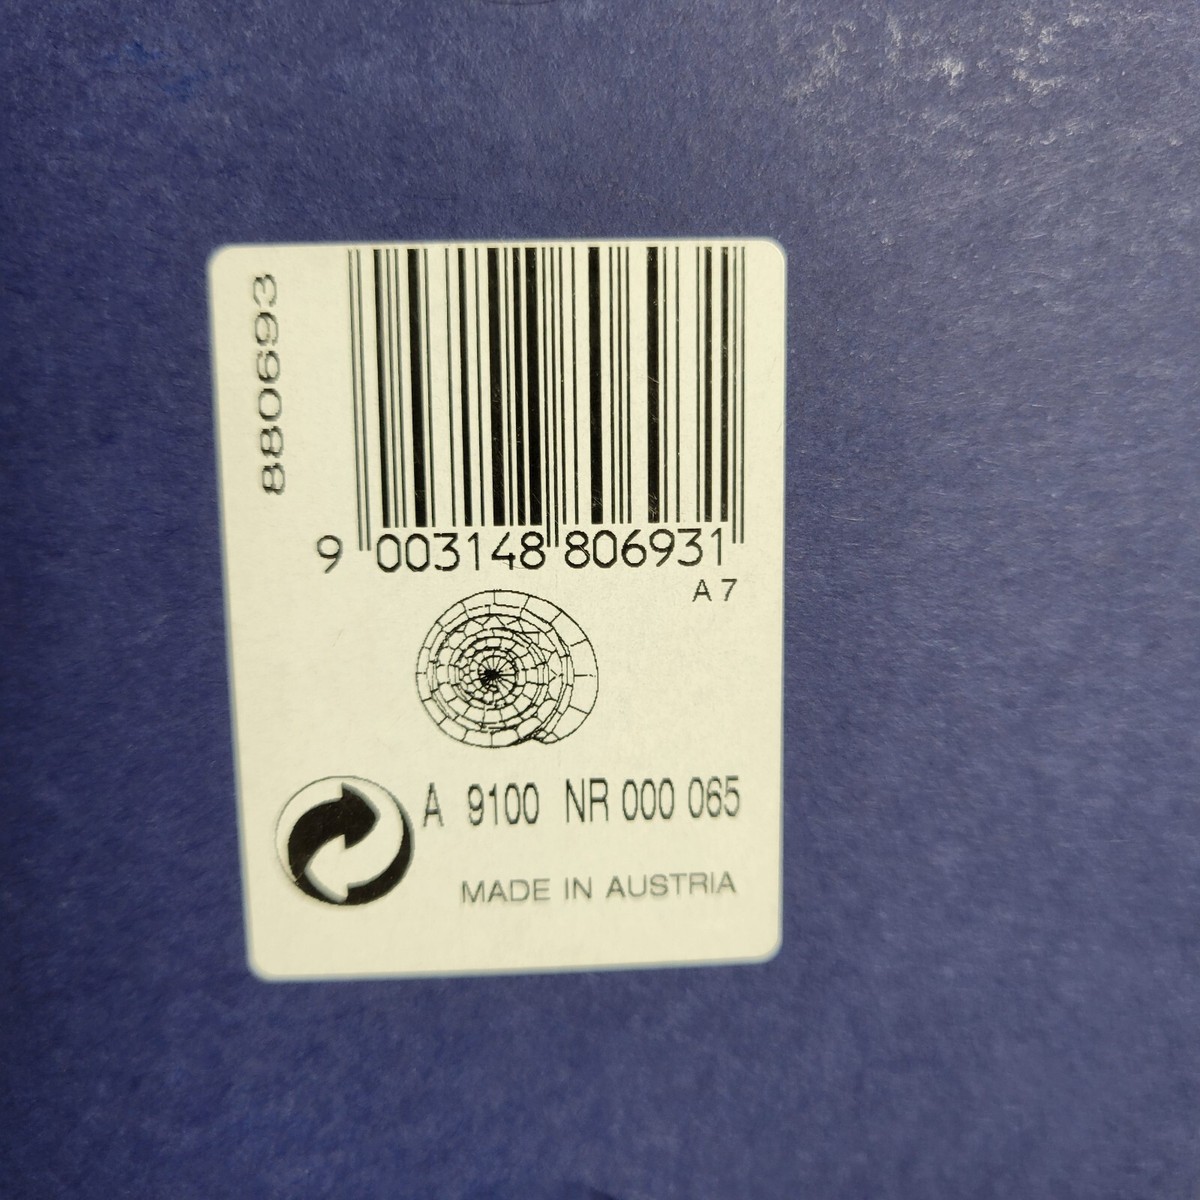 880693
9 003148 806931
A 7
A 9100 NR 000 065
MADE IN AUSTRIA